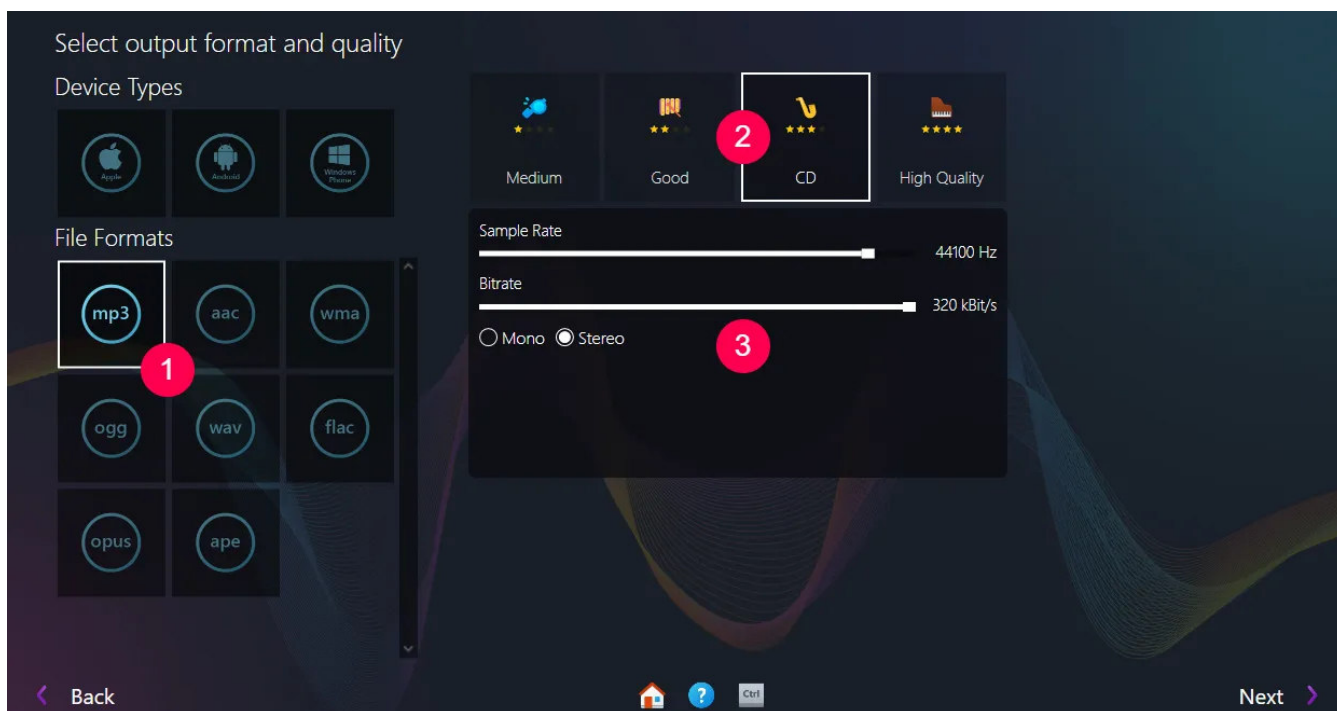 Select output format and quality
Device Types
Apple
Android
Windows
Phone
File Formats
mp3
aac
wma
1
ogg
wav
flac
opus
ape
Medium
Good
2
CD
High Quality
Sample Rate
44100 Hz
Bitrate
320 kBit/s
Mono
Stereo
3
Back
?
Ctrl
Next